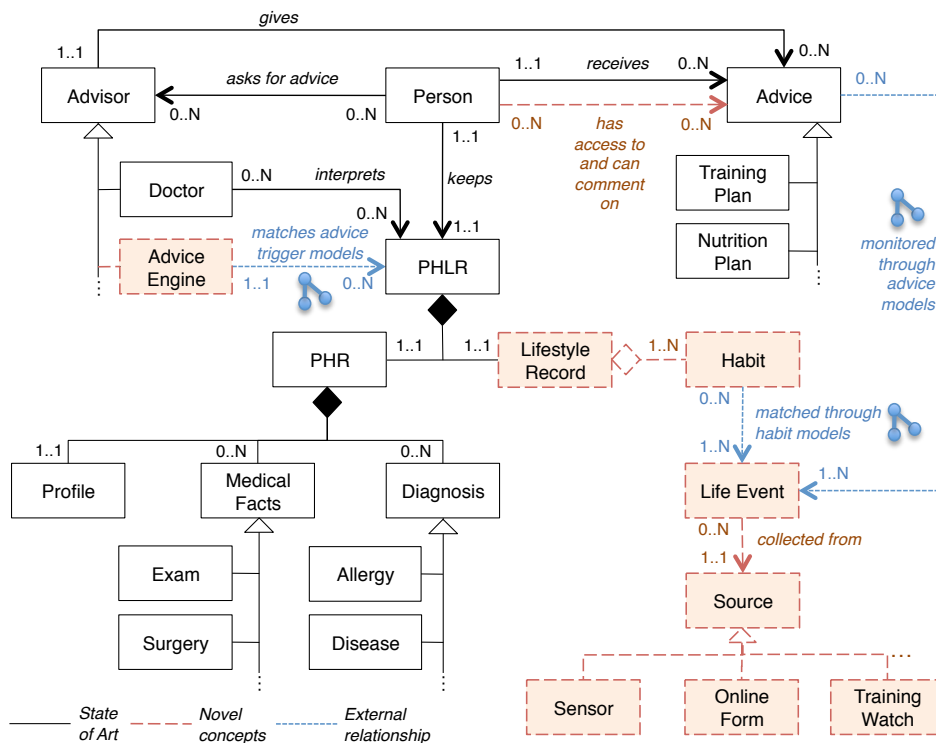 gives
1..1
0..N
Advisor
asks for advice
0..N
0..N
Person
1..1
receives
0..N
Advice
0..N
0..N
has
access to
and can
comment
on
0..N
1..1
keeps
1..1
Doctor
0..N
interprets
0..N
Training
Plan
Nutrition
Plan
monitored
through
advice
models
Advice
Engine
matches advice
trigger models
1..1
0..N
PHLR
PHR
1..1
1..1
Lifestyle
Record
1..N
Habit
0..N
matched through
habit models
1..N
1..N
Life Event
1..1
0..N
0..N
Profile
Medical
Facts
Diagnosis
0..N
collected from
1..1
Exam
Allergy
Source
Surgery
Disease
...
Sensor
Online
Form
Training
Watch
State
of Art
Novel
concepts
External
relationship